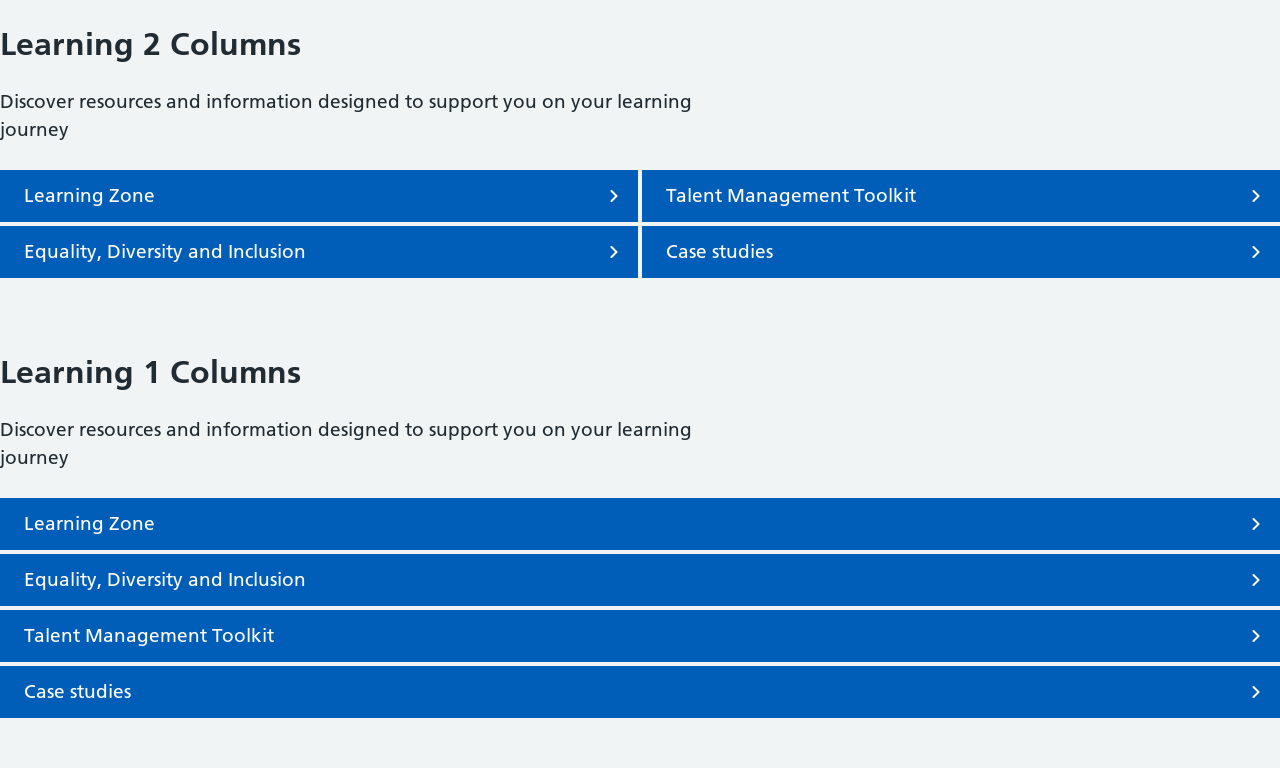 Learning 2 Columns
Discover resources and information designed to support you on your learning
journey
Learning Zone
Talent Management Toolkit
Equality, Diversity and Inclusion
Case studies
Learning 1 Columns
Discover resources and information designed to support you on your learning
journey
Learning Zone
Equality, Diversity and Inclusion
Talent Management Toolkit
Case studies